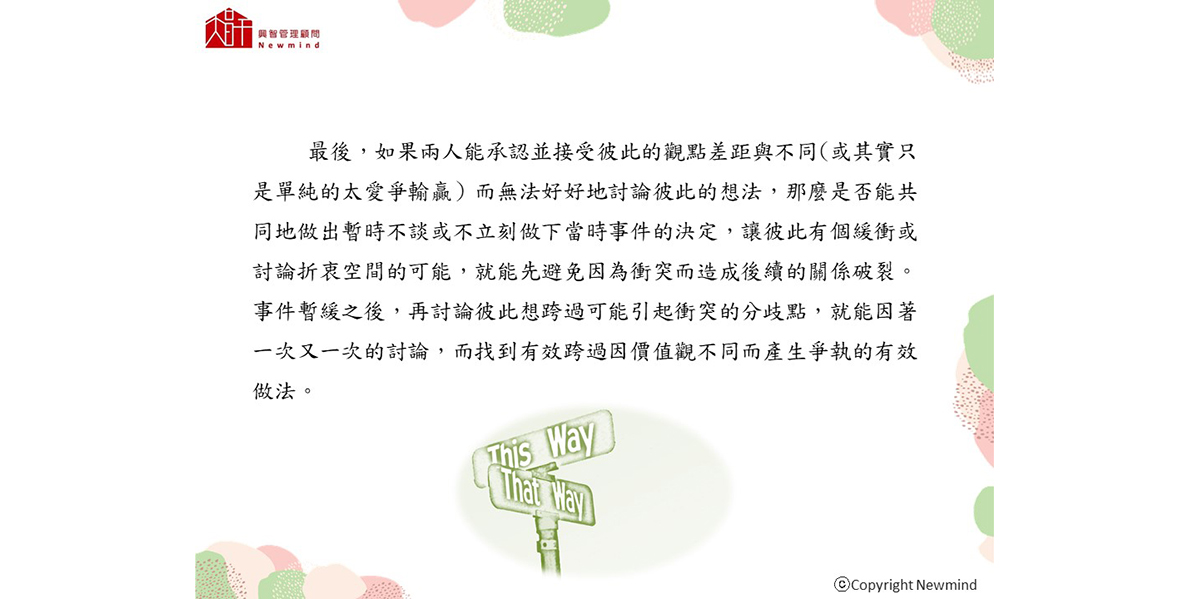 興智管理顧問
Newmind
最後，如果兩人能承認並接受彼此的觀點差距與不同(或其實只
是單純的太愛爭輸贏)而無法好好地討論彼此的想法，那麼是否能共
同地做出暫時不談或不立刻做下當時事件的決定，讓彼此有個緩衝或
討論折衷空間的可能，就能先避免因為衝突而造成後續的關係破裂。
事件暫緩之後，再討論彼此想跨過可能引起衝突的分歧點，就能因著
一次又一次的討論，而找到有效跨過因價值觀不同而產生爭執的有效
做法。
This Way
That Way
©Copyright Newmind